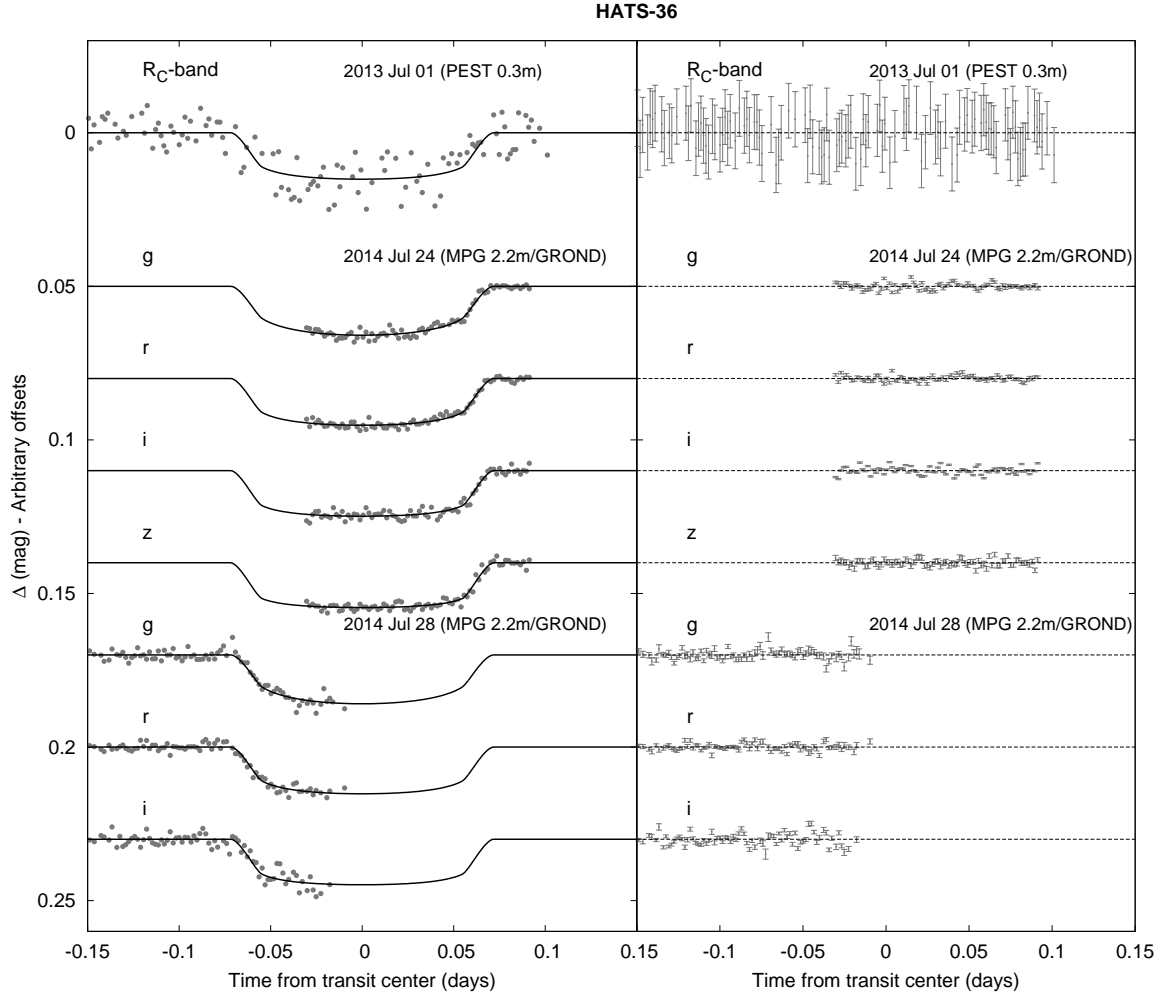 HATS-36
R_C-band
2013 Jul 01 (PEST 0.3m)
R_C-band
2013 Jul 01 (PEST 0.3m)
0
g
2014 Jul 24 (MPG 2.2m/GROND)
g
2014 Jul 24 (MPG 2.2m/GROND)
0.05
r
r
0.1
i
i
z
z
0.15
g
2014 Jul 28 (MPG 2.2m/GROND)
g
2014 Jul 28 (MPG 2.2m/GROND)
r
r
0.2
i
i
0.25
Δ (mag) - Arbitrary offsets
-0.15 -0.1 -0.05 0 0.05 0.1 0.15
-0.15 -0.1 -0.05 0 0.05 0.1 0.15
Time from transit center (days)
Time from transit center (days)